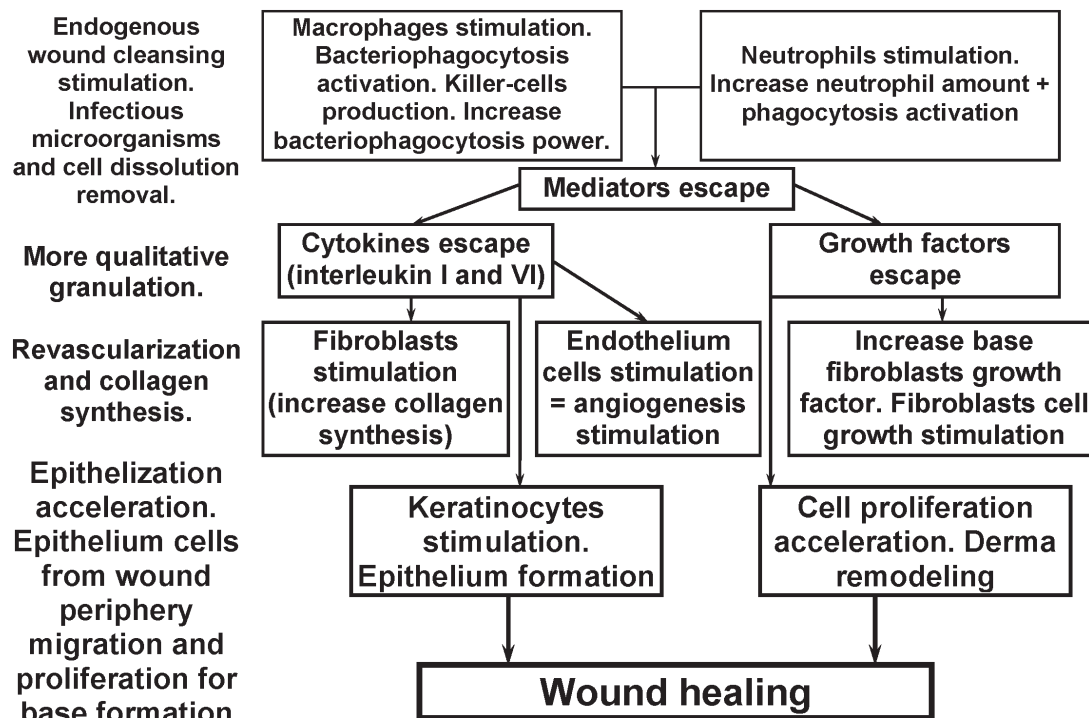 Endogenous
wound cleansing
stimulation.
Infectious
microorganisms
and cell dissolution
removal.
Macrophages stimulation.
Bacteriophagocytosis
activation. Killer-cells
production. Increase
bacteriophagocytosis power.
Neutrophils stimulation.
Increase neutrophil amount +
phagocytosis activation
Mediators escape
More qualitative
granulation.
Cytokines escape
(interleukin I and VI)
Growth factors
escape
Revascularization
and collagen
synthesis.
Fibroblasts
stimulation
(increase collagen
synthesis)
Endothelium
cells stimulation
= angiogenesis
stimulation
Increase base
fibroblasts growth
factor. Fibroblasts cell
growth stimulation
Epithelization
acceleration.
Epithelium cells
from wound
periphery
migration and
proliferation for
base formation
Keratinocytes
stimulation.
Epithelium formation
Cell proliferation
acceleration. Derma
remodeling
Wound healing